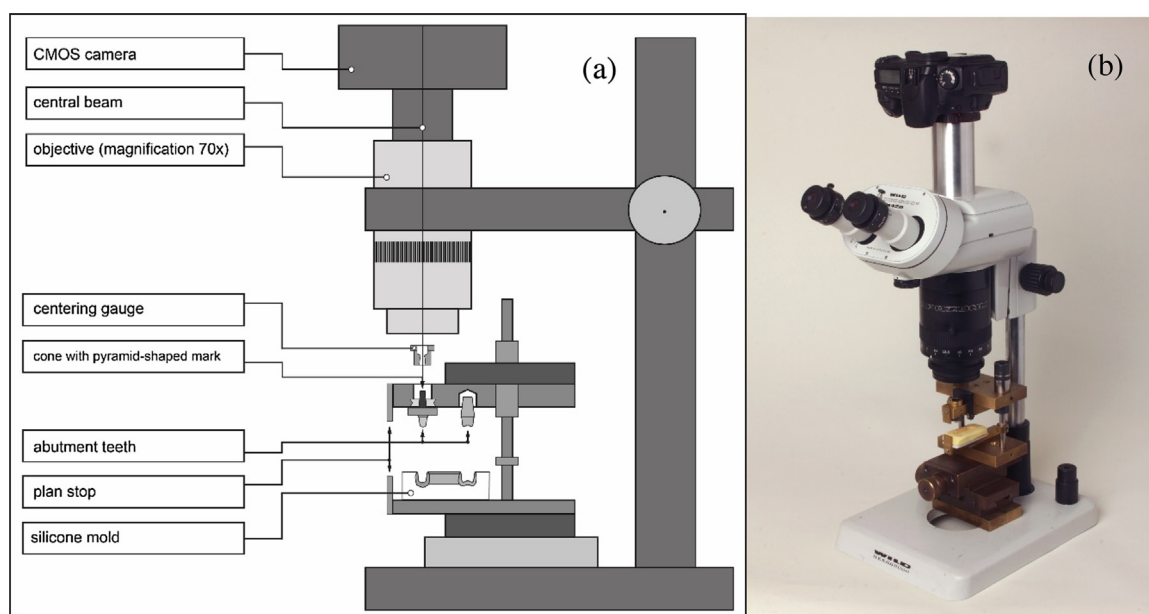 CMOS camera
central beam
objective (magnification 70x)
centering gauge
cone with pyramid-shaped mark
abutment teeth
plan stop
silicone mold
(a)
(b)
WILD